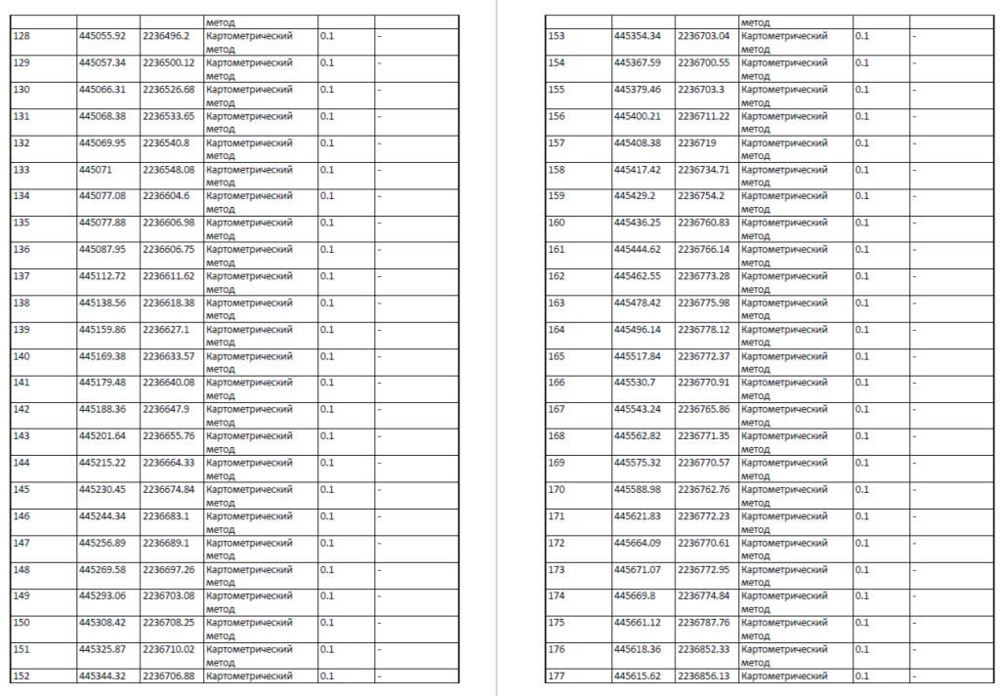 метод
128 445055.92 2236496.2 Картометрический 0.1 -
метод
129 445057.34 2236500.12 Картометрический 0.1 -
метод
130 445066.31 2236526.68 Картометрический 0.1 -
метод
131 445068.38 2236533.65 Картометрический 0.1 -
метод
132 445069.95 2236540.8 Картометрический 0.1 -
метод
133 445071 2236548.08 Картометрический 0.1 -
метод
134 445077.08 2236604.6 Картометрический 0.1 -
метод
135 445077.88 2236606.98 Картометрический 0.1 -
метод
136 445087.95 2236606.75 Картометрический 0.1 -
метод
137 445112.72 2236611.62 Картометрический 0.1 -
метод
138 445138.56 2236618.38 Картометрический 0.1 -
метод
139 445159.86 2236627.1 Картометрический 0.1 -
метод
140 445169.38 2236633.57 Картометрический 0.1 -
метод
141 445179.48 2236640.08 Картометрический 0.1 -
метод
142 445188.36 2236647.9 Картометрический 0.1 -
метод
143 445201.64 2236655.76 Картометрический 0.1 -
метод
144 445215.22 2236664.33 Картометрический 0.1 -
метод
145 445230.45 2236674.84 Картометрический 0.1 -
метод
146 445244.34 2236683.1 Картометрический 0.1 -
метод
147 445256.89 2236689.1 Картометрический 0.1 -
метод
148 445269.58 2236697.26 Картометрический 0.1 -
метод
149 445293.06 2236703.08 Картометрический 0.1 -
метод
150 445308.42 2236708.25 Картометрический 0.1 -
метод
151 445325.87 2236710.02 Картометрический 0.1 -
метод
152 445344.32 2236706.88 Картометрический 0.1 -
метод
153 445354.34 2236703.04 Картометрический 0.1 -
метод
154 445367.59 2236700.55 Картометрический 0.1 -
метод
155 445379.46 2236703.3 Картометрический 0.1 -
метод
156 445400.21 2236711.22 Картометрический 0.1 -
метод
157 445408.38 2236719 Картометрический 0.1 -
метод
158 445417.42 2236734.71 Картометрический 0.1 -
метод
159 445429.2 2236754.2 Картометрический 0.1 -
метод
160 445436.25 2236760.83 Картометрический 0.1 -
метод
161 445444.62 2236766.14 Картометрический 0.1 -
метод
162 445462.55 2236773.28 Картометрический 0.1 -
метод
163 445478.42 2236775.98 Картометрический 0.1 -
метод
164 445496.14 2236778.12 Картометрический 0.1 -
метод
165 445517.84 2236772.37 Картометрический 0.1 -
метод
166 445530.7 2236770.91 Картометрический 0.1 -
метод
167 445543.24 2236765.86 Картометрический 0.1 -
метод
168 445562.82 2236771.35 Картометрический 0.1 -
метод
169 445575.32 2236770.57 Картометрический 0.1 -
метод
170 445588.98 2236762.76 Картометрический 0.1 -
метод
171 445621.83 2236772.23 Картометрический 0.1 -
метод
172 445664.09 2236770.61 Картометрический 0.1 -
метод
173 445671.07 2236772.95 Картометрический 0.1 -
метод
174 445669.8 2236774.84 Картометрический 0.1 -
метод
175 445661.12 2236787.76 Картометрический 0.1 -
метод
176 445618.36 2236852.33 Картометрический 0.1 -
метод
177 445615.62 2236856.13 Картометрический 0.1 -